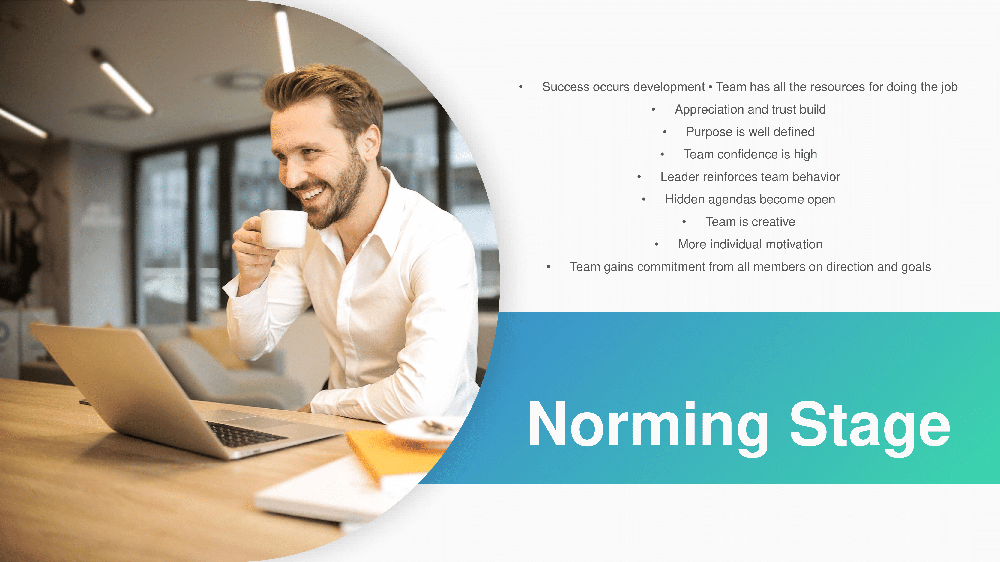 • Success occurs development • Team has all the resources for doing the job
• Appreciation and trust build
• Purpose is well defined
• Team confidence is high
• Leader reinforces team behavior
• Hidden agendas become open
• Team is creative
• More individual motivation
• Team gains commitment from all members on direction and goals
Norming Stage